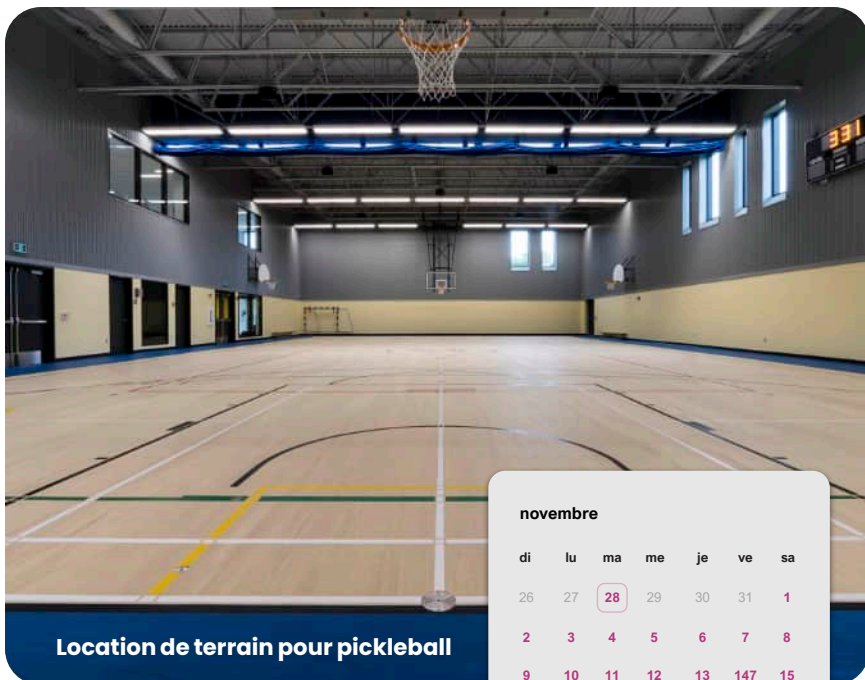 331
Location de terrain pour pickleball
novembre
di lu ma me je ve sa
26 27 28 29 30 31 1
2 3 4 5 6 7 8
9 10 11 12 13 147 15